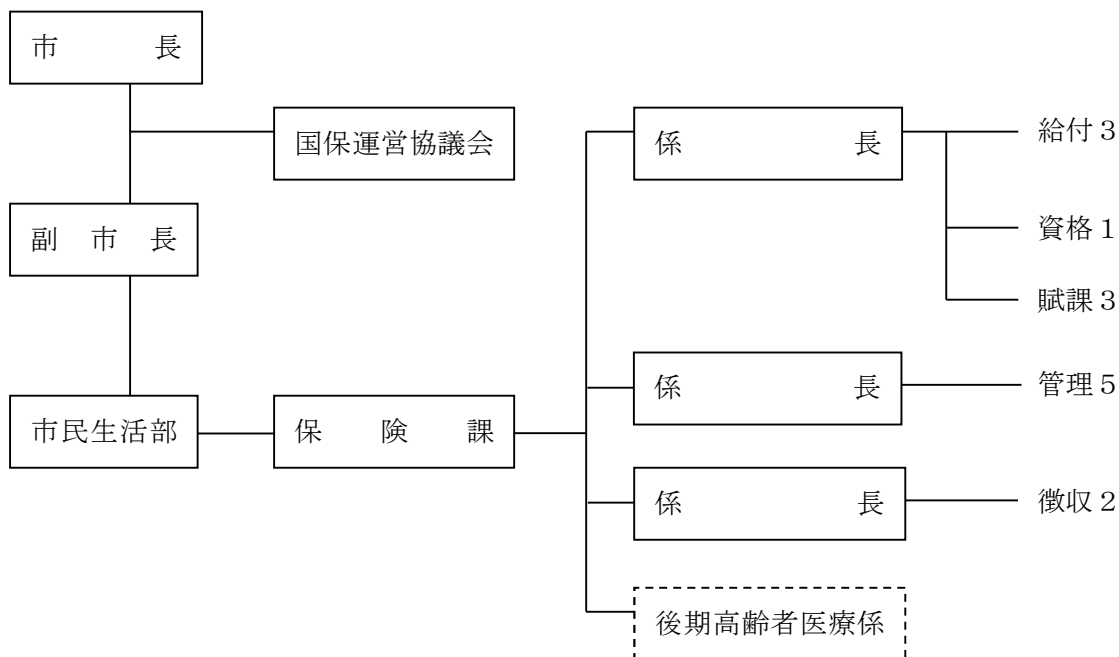 市長
国保運営協議会
係長
給付３
副市長
資格１
賦課３
係長
管理５
市民生活部
保険課
係長
徴収２
後期高齢者医療係